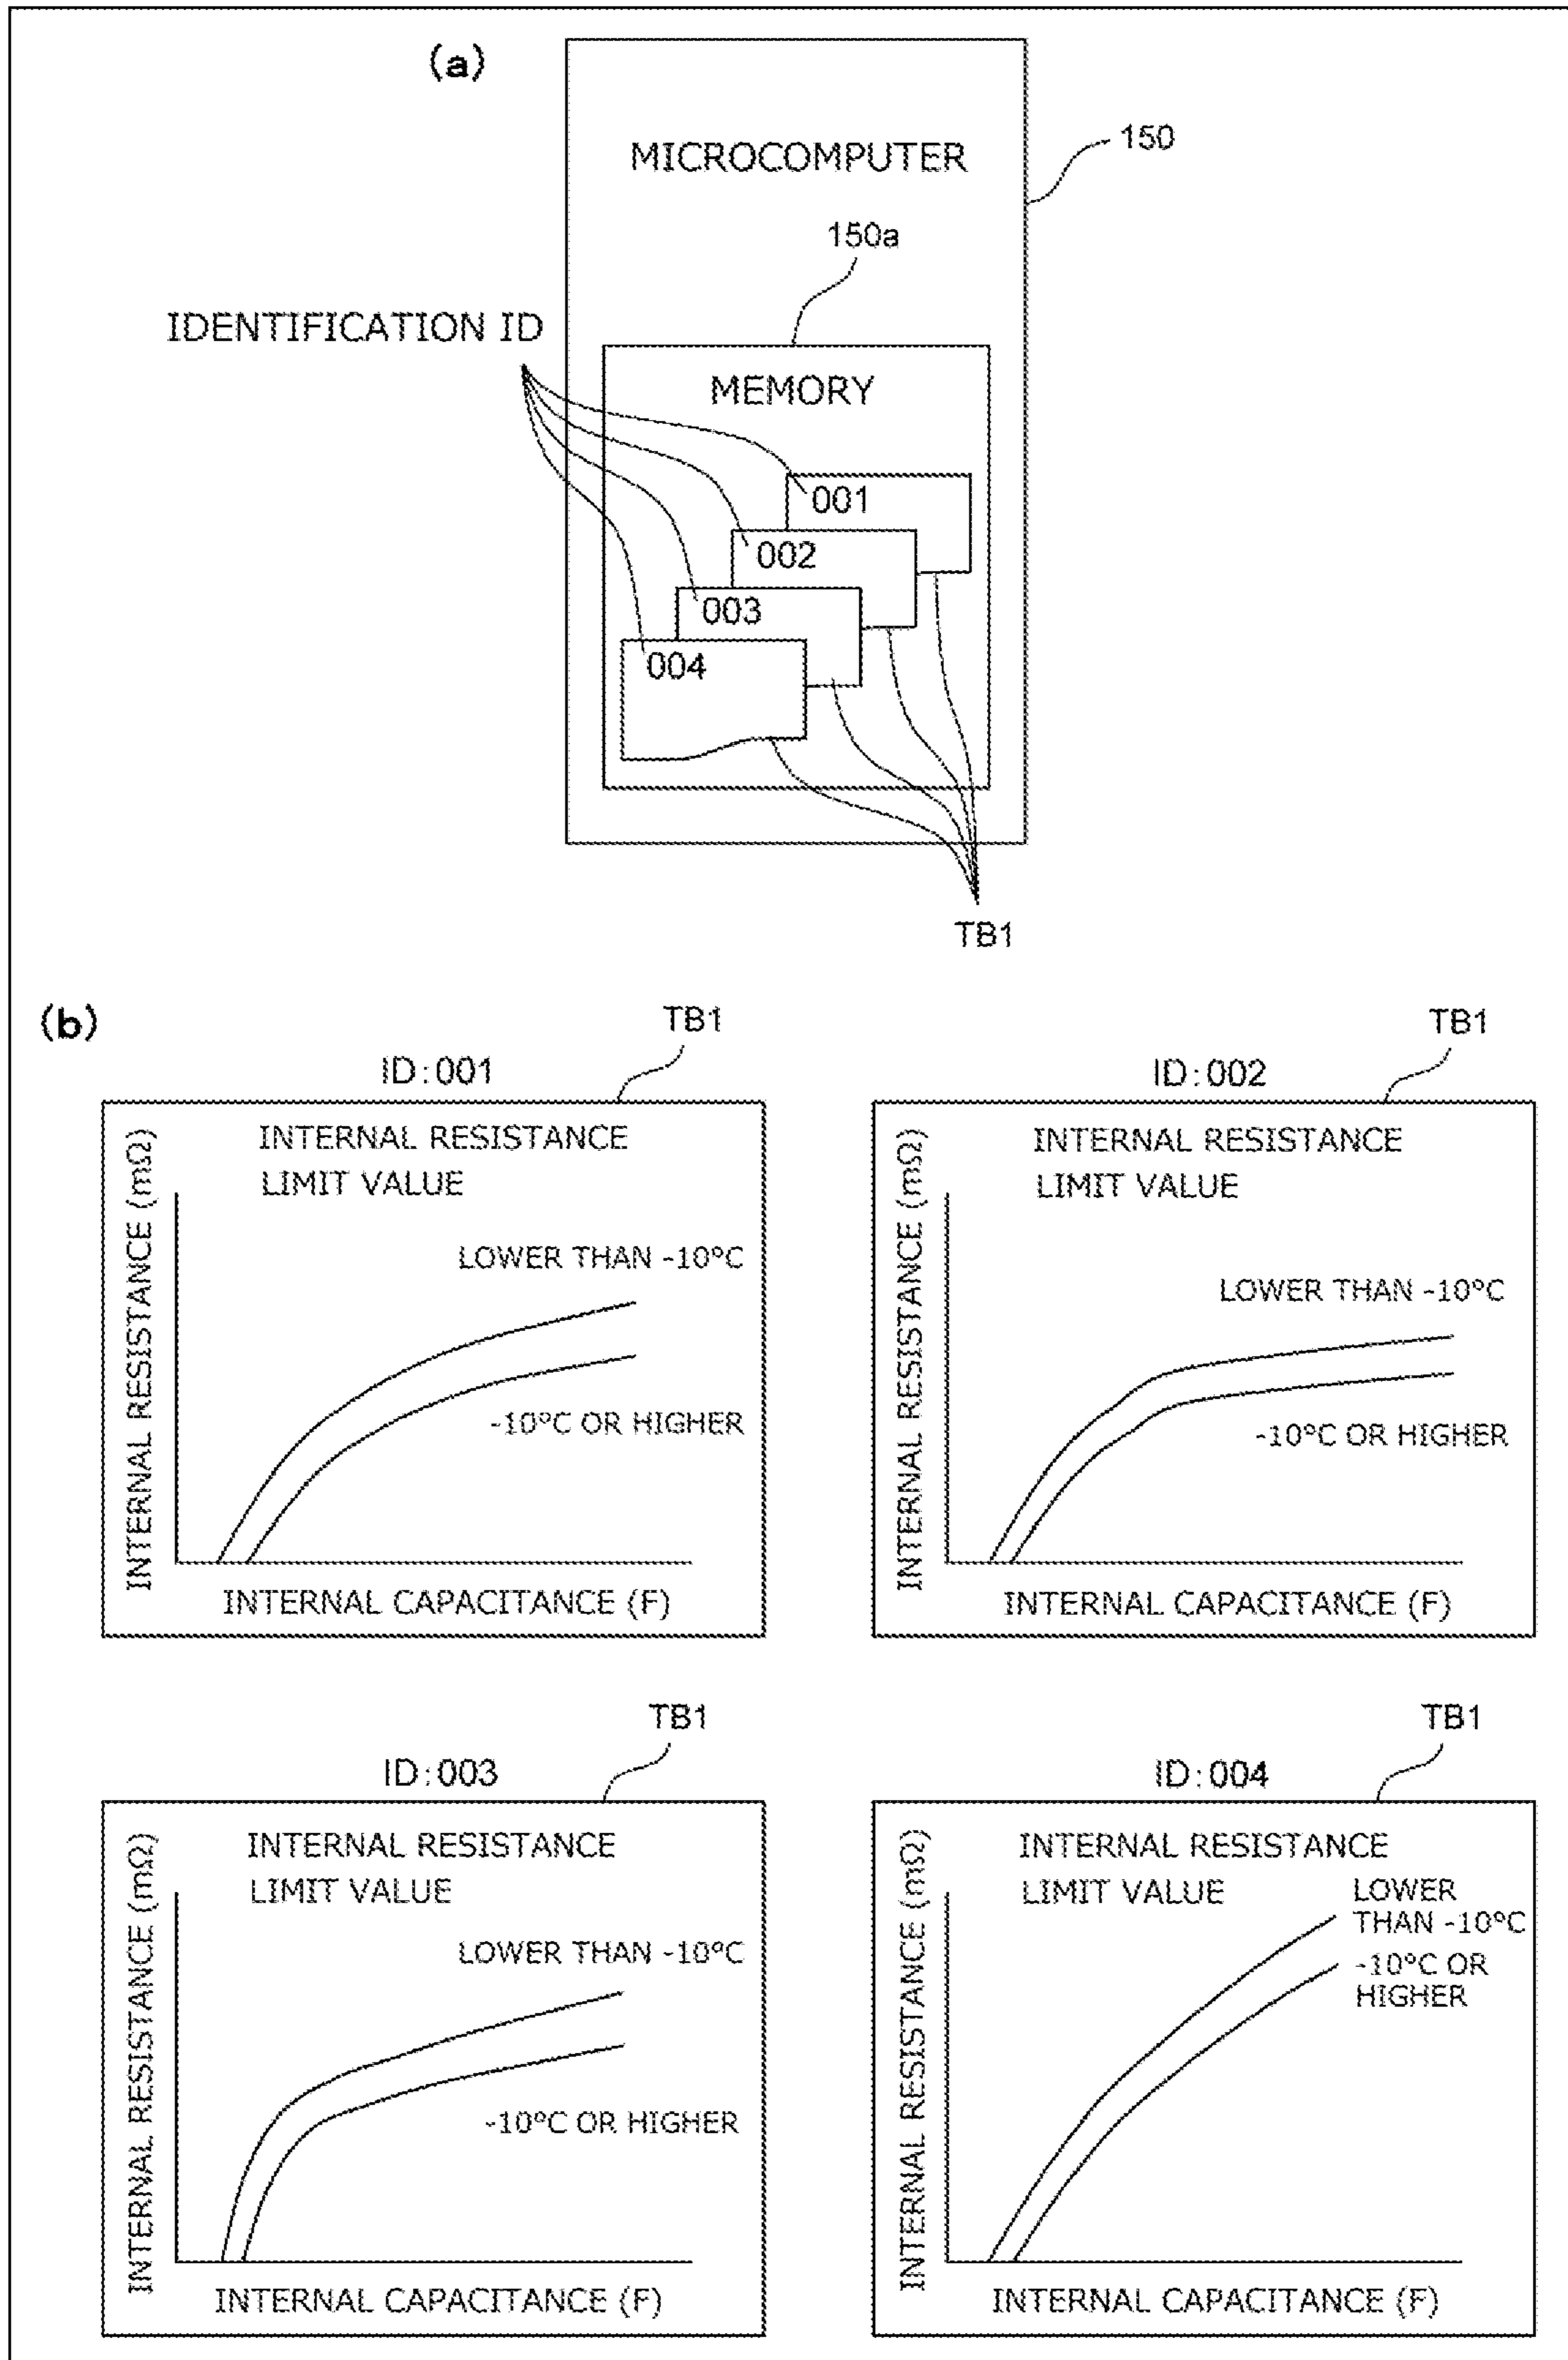 (a)
MICROCOMPUTER
150
150a
IDENTIFICATION ID
MEMORY
001
002
003
004
TB1
(b)
TB1
ID:001
INTERNAL RESISTANCE
LIMIT VALUE
INTERNAL RESISTANCE (mΩ)
LOWER THAN -10°C
-10°C OR HIGHER
INTERNAL CAPACITANCE (F)
TB1
ID:002
INTERNAL RESISTANCE
LIMIT VALUE
INTERNAL RESISTANCE (mΩ)
LOWER THAN -10°C
-10°C OR HIGHER
INTERNAL CAPACITANCE (F)
TB1
ID:003
INTERNAL RESISTANCE
LIMIT VALUE
INTERNAL RESISTANCE (mΩ)
LOWER THAN -10°C
-10°C OR HIGHER
INTERNAL CAPACITANCE (F)
TB1
ID:004
INTERNAL RESISTANCE
LIMIT VALUE
INTERNAL RESISTANCE (mΩ)
LOWER
THAN -10°C
-10°C OR
HIGHER
INTERNAL CAPACITANCE (F)